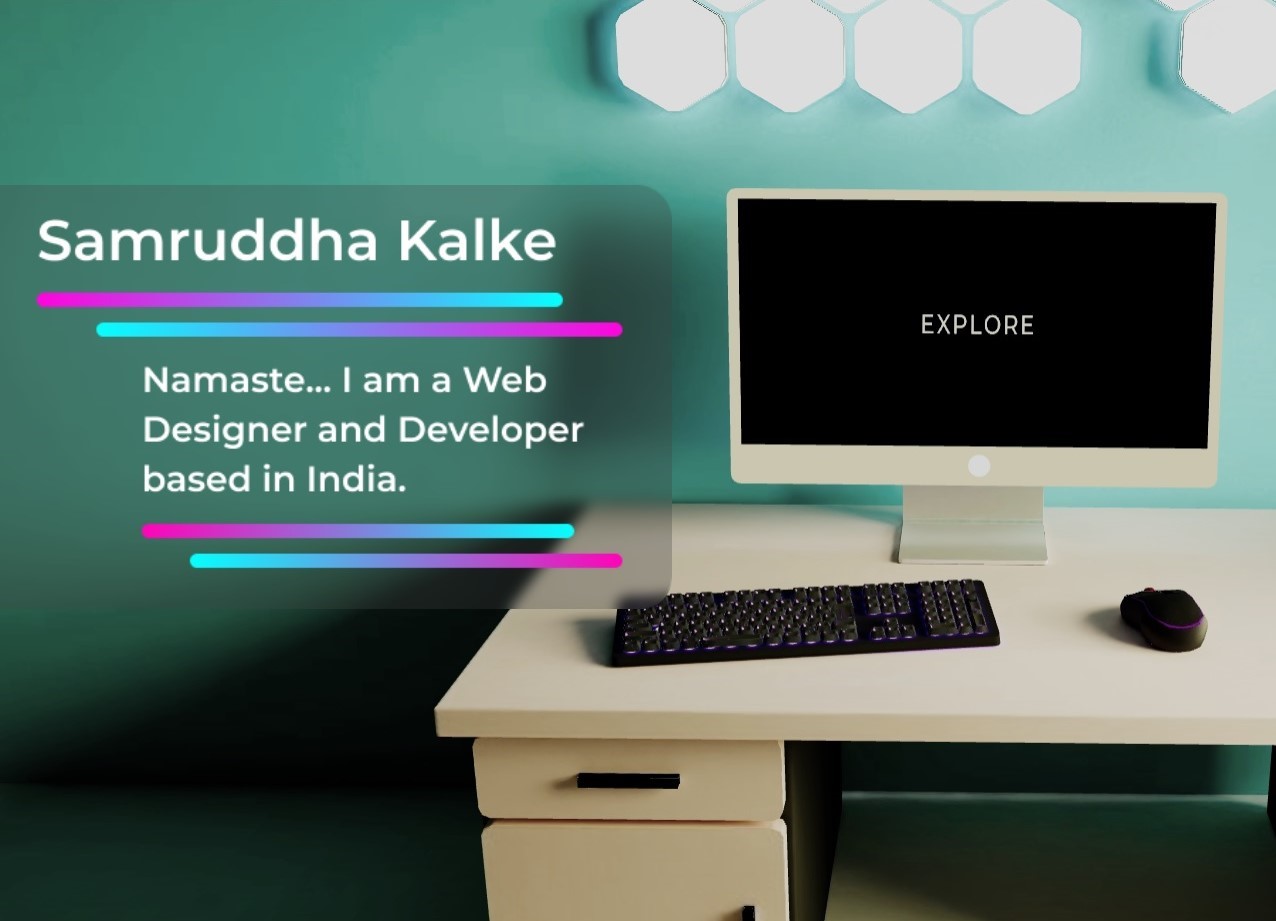 Samruddha Kalke
Namaste... I am a Web
Designer and Developer
based in India.
EXPLORE